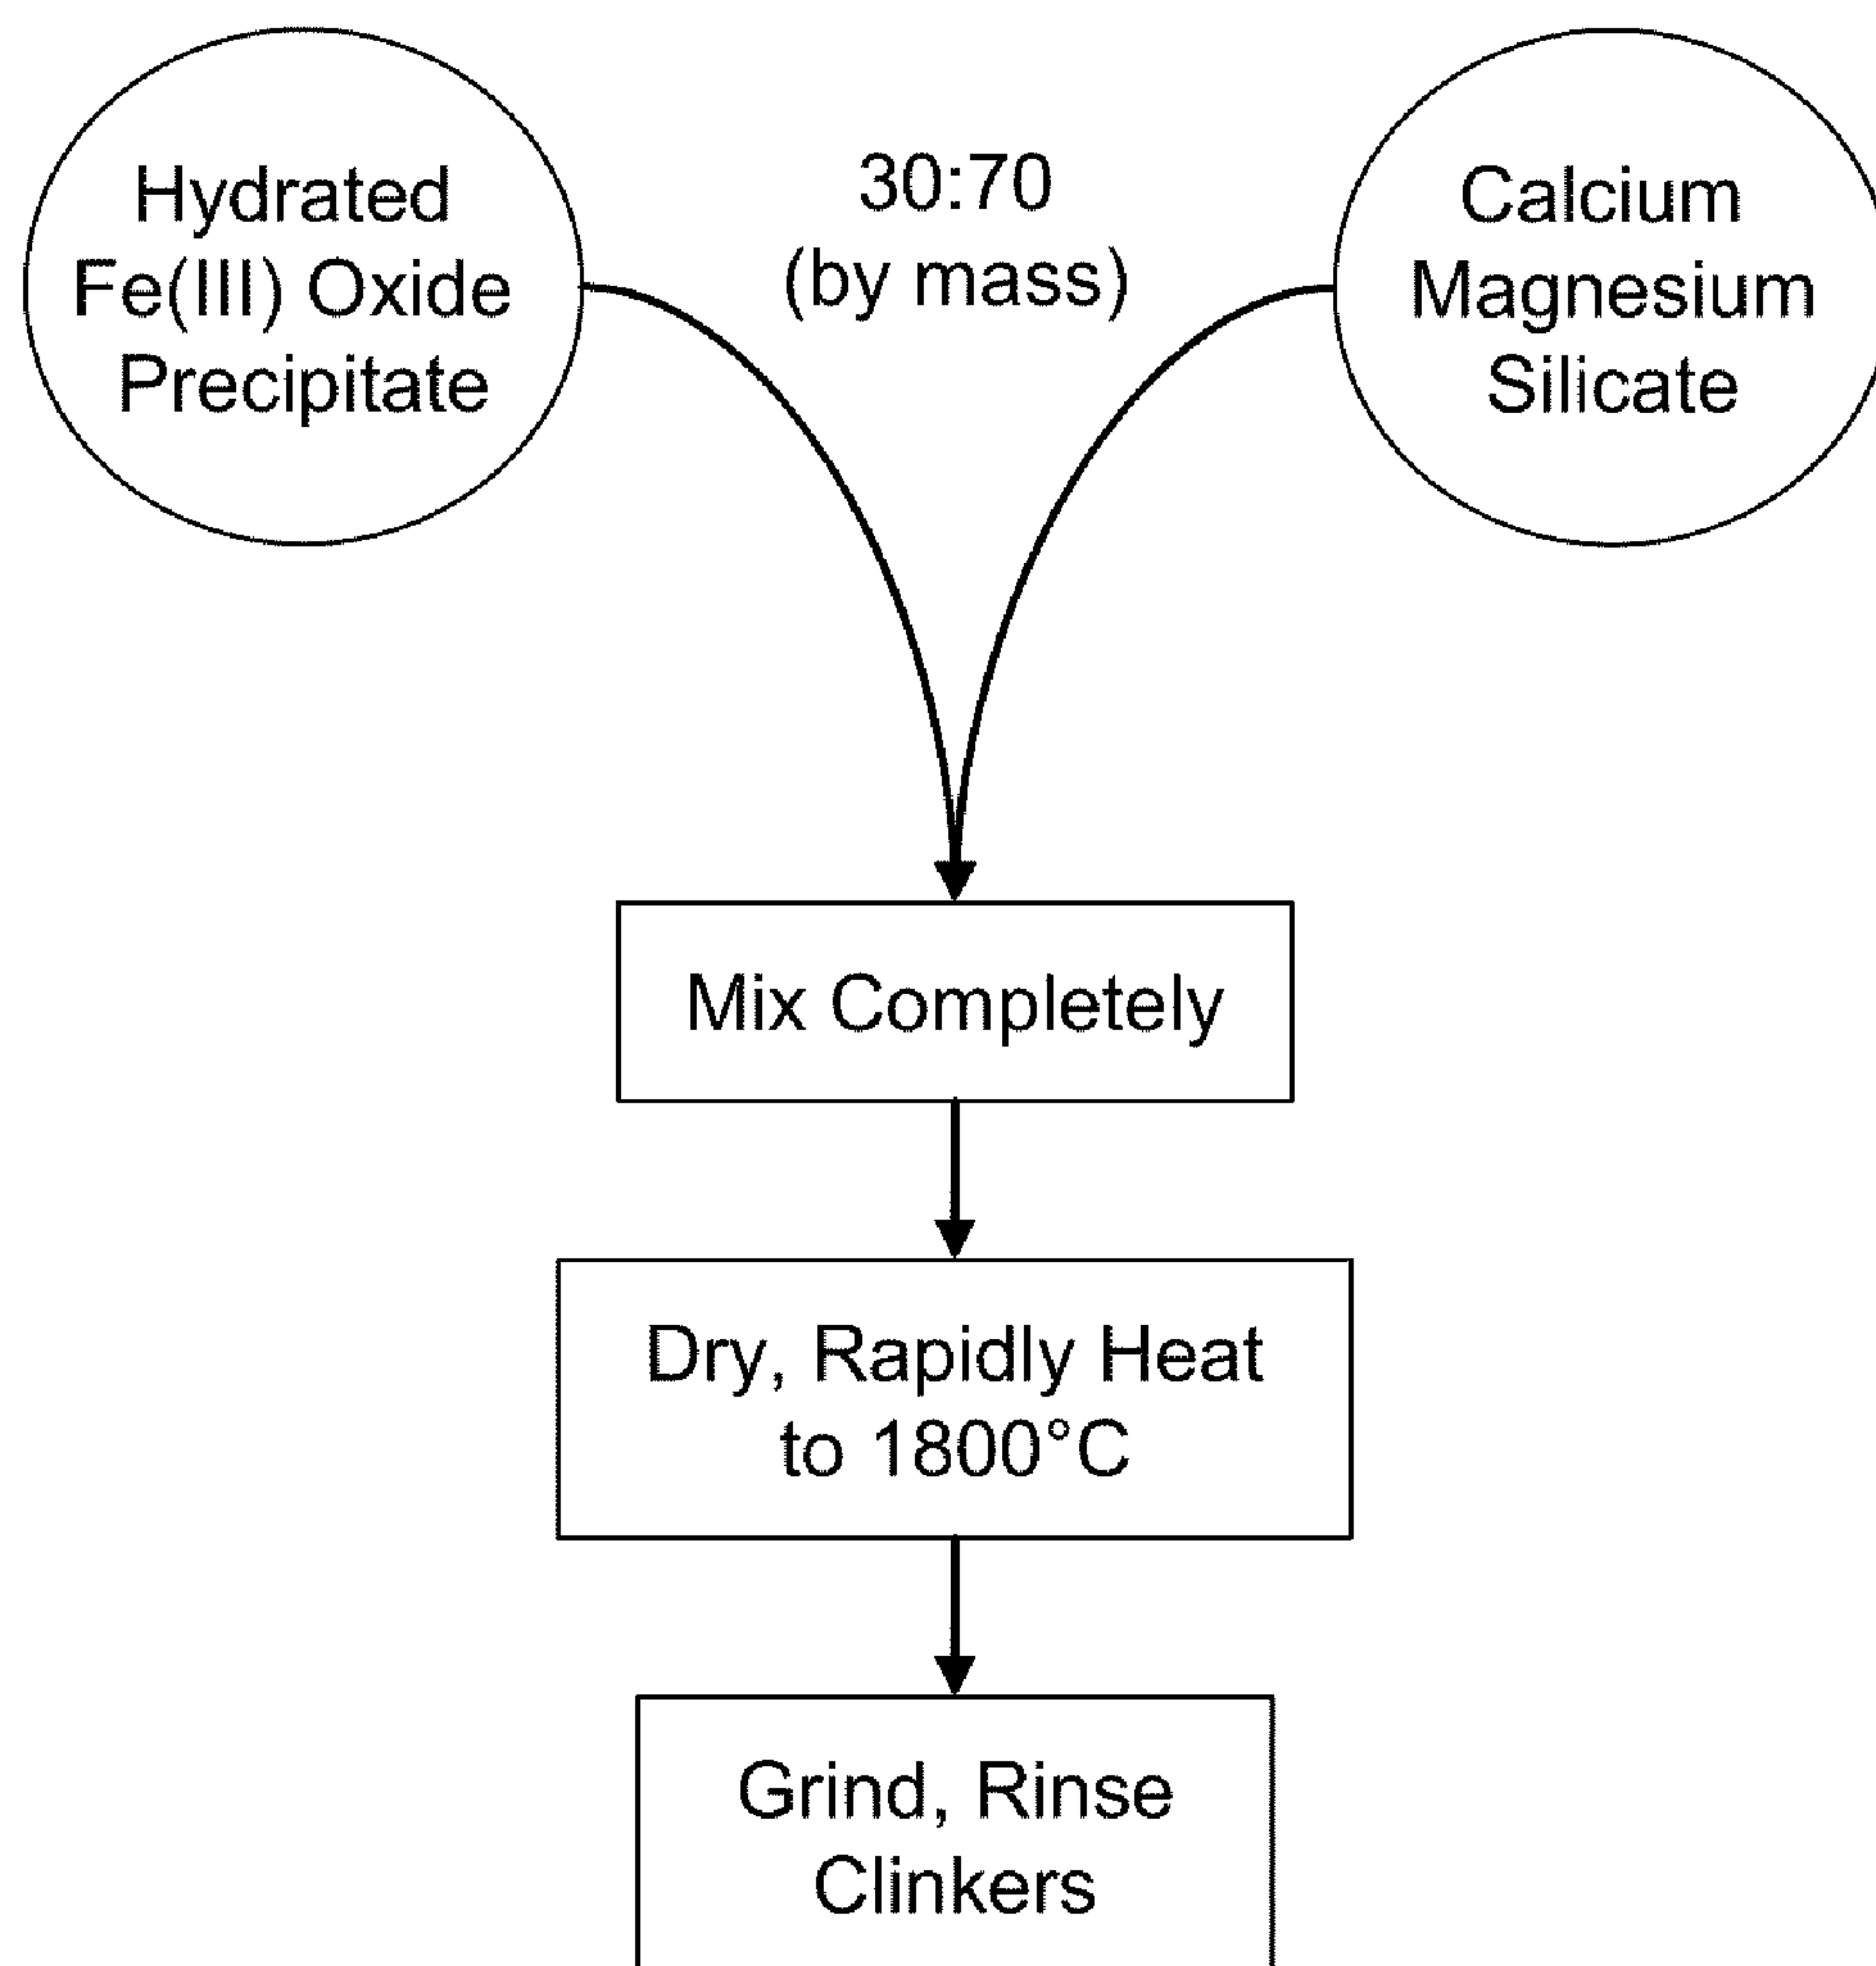 Hydrated
Fe(III) Oxide
Precipitate
30:70
(by mass)
Calcium
Magnesium
Silicate
Mix Completely
Dry, Rapidly Heat
to 1800°C
Grind, Rinse
Clinkers